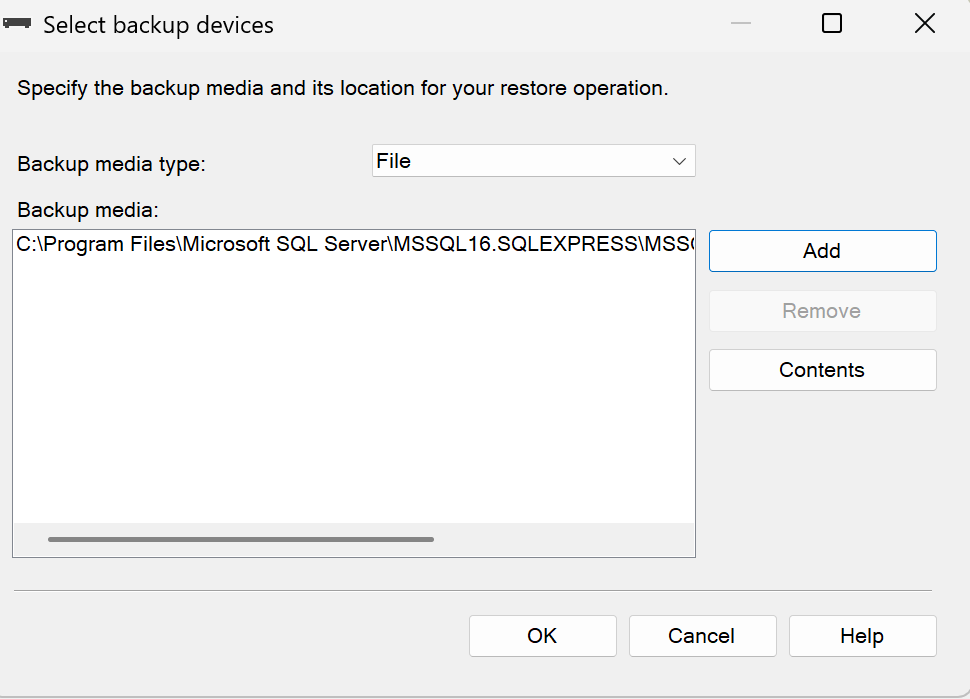 Select backup devices
Specify the backup media and its location for your restore operation.
Backup media type:
File
Backup media:
C:\Program Files\Microsoft SQL Server\MSSQL16.SQLEXPRESS\MSS
Add
Remove
Contents
OK
Cancel
Help